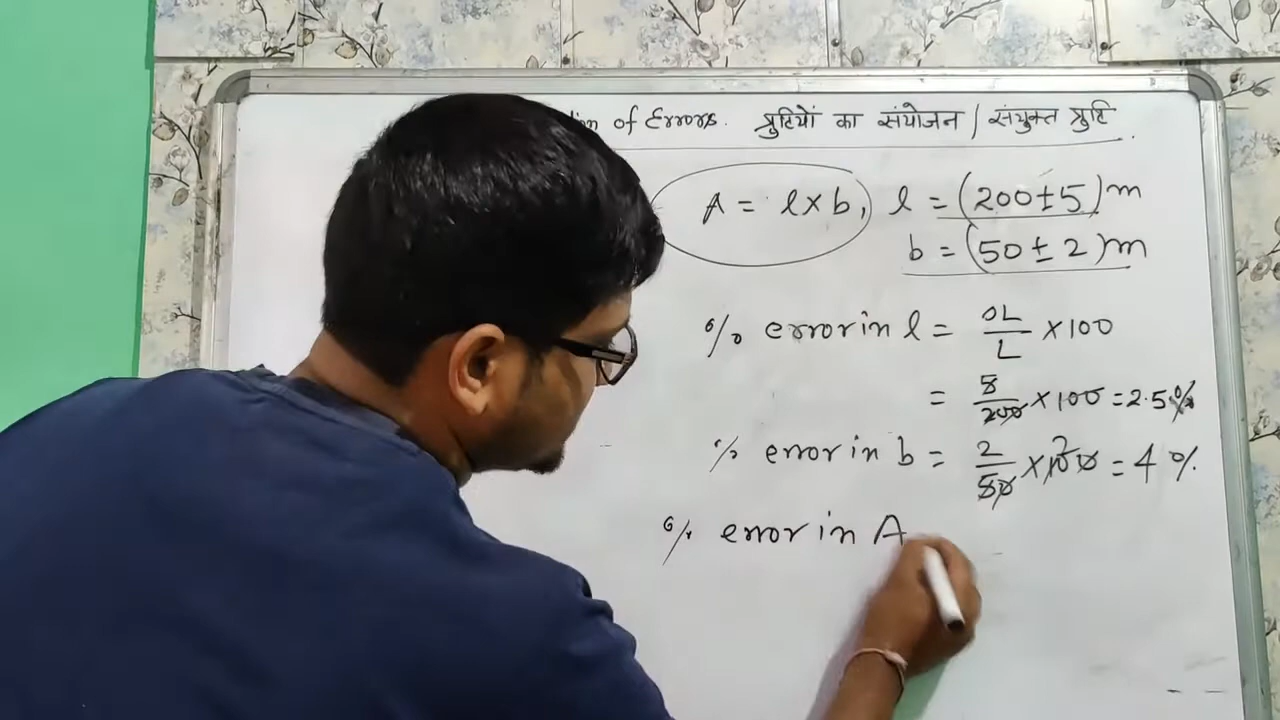 of Errors. त्रुटियों का संयोजन / संयुक्त त्रुटि
A = l×b, l = (200±5)m
b = (50±2)m
% error in l = ΔL/L ×100
= 5/200 ×100 = 2.5%
% error in b = 2/50 ×100 2 = 4%
% error in A